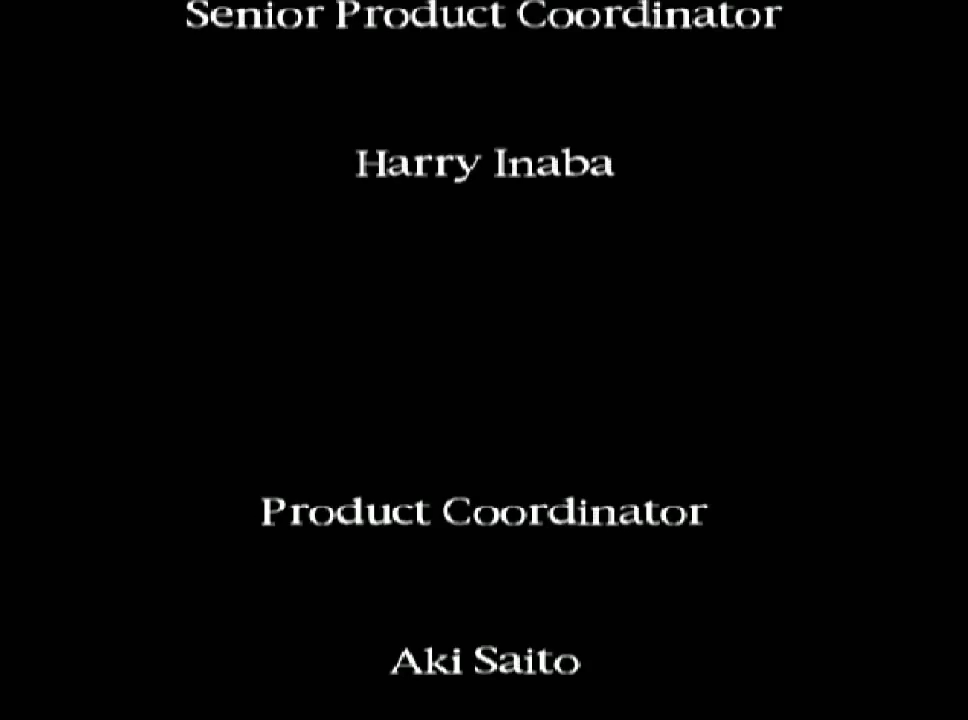 Senior Product Coordinator
Harry Inaba
Product Coordinator
Aki Saito